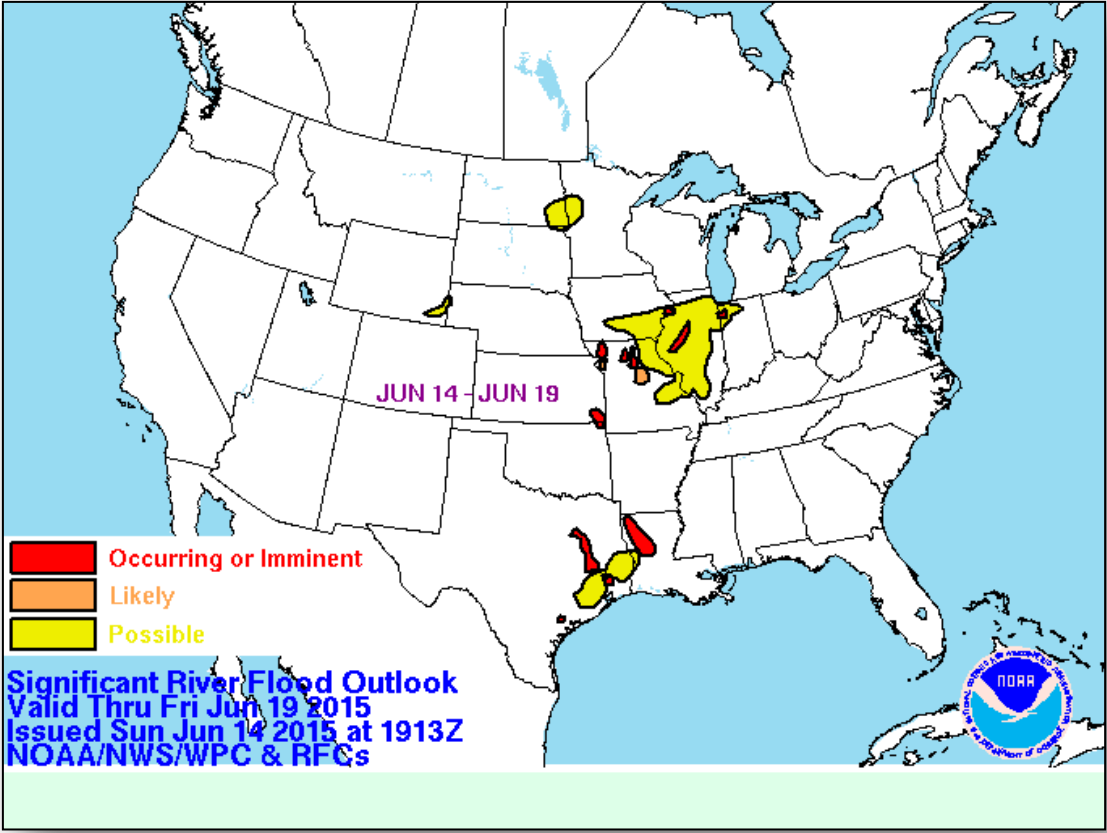 JUN 14 - JUN 19
Occurring or Imminent
Likely
Possible
Significant River Flood Outlook
Valid Thru Fri Jun 19 2015
Issued Sun Jun 14 2015 at 1913Z
NOAA/NWS/WPC & RFCs
NOAA